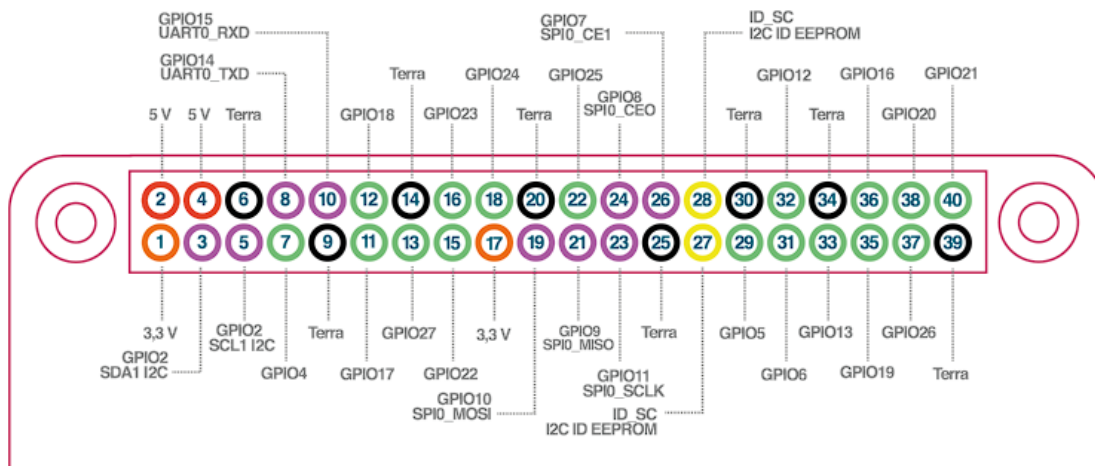 GPIO15
UART0_RXD
GPIO14
UART0_TXD
5 V
5 V
Terra
GPIO18
Terra
GPIO23
GPIO24
Terra
GPIO25
GPIO8
SPI0_CEO
GPIO7
SPI0_CE1
ID_SC
I2C ID EEPROM
Terra
GPIO12
Terra
GPIO16
GPIO20
GPIO21
2 4 6 8 10 12 14 16 18 20 22 24 26 28 30 32 34 36 38 40
1 3 5 7 9 11 13 15 17 19 21 23 25 27 29 31 33 35 37 39
3,3 V
GPIO2
SDA1 I2C
GPIO2
SCL1 I2C
GPIO4
Terra
GPIO17
GPIO27
GPIO22
3,3 V
GPIO10
SPI0_MOSI
GPIO9
SPI0_MISO
GPIO11
SPI0_SCLK
Terra
ID_SC
I2C ID EEPROM
GPIO5
GPIO6
GPIO13
GPIO19
GPIO26
Terra